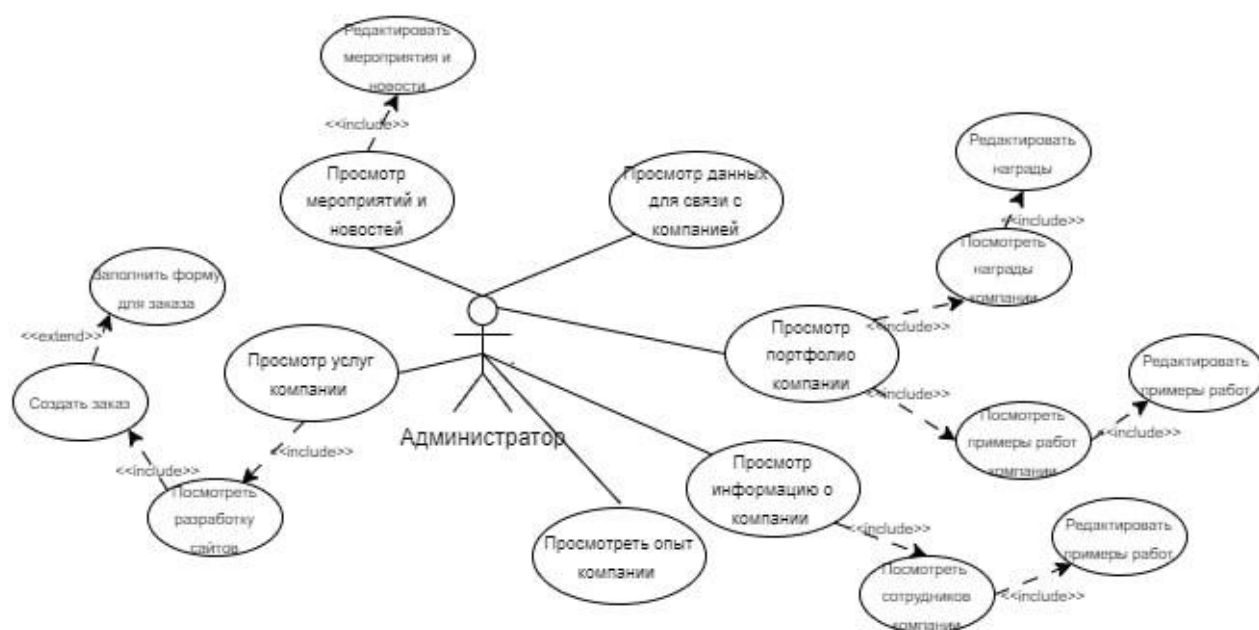 Редактировать
мероприятия и
новости
<<include>>
Просмотр
мероприятий и
новостей
Просмотр данных
для связи с
компанией
Редактировать
награды
<<include>>
Посмотреть
награды
компании
<<include>>
Просмотр
портфолио
компании
<<include>>
Посмотреть
примеры работ
компании
<<include>>
Редактировать
примеры работ
Заполнить форму
для заказа
<<extend>>
Создать заказ
<<include>>
Посмотреть
разработку
сайтов
<<include>>
Просмотр услуг
компании
Администратор
Просмотреть опыт
компании
Просмотр
информацию о
компании
<<include>>
Посмотреть
сотрудников
компании
<<include>>
Редактировать
примеры работ